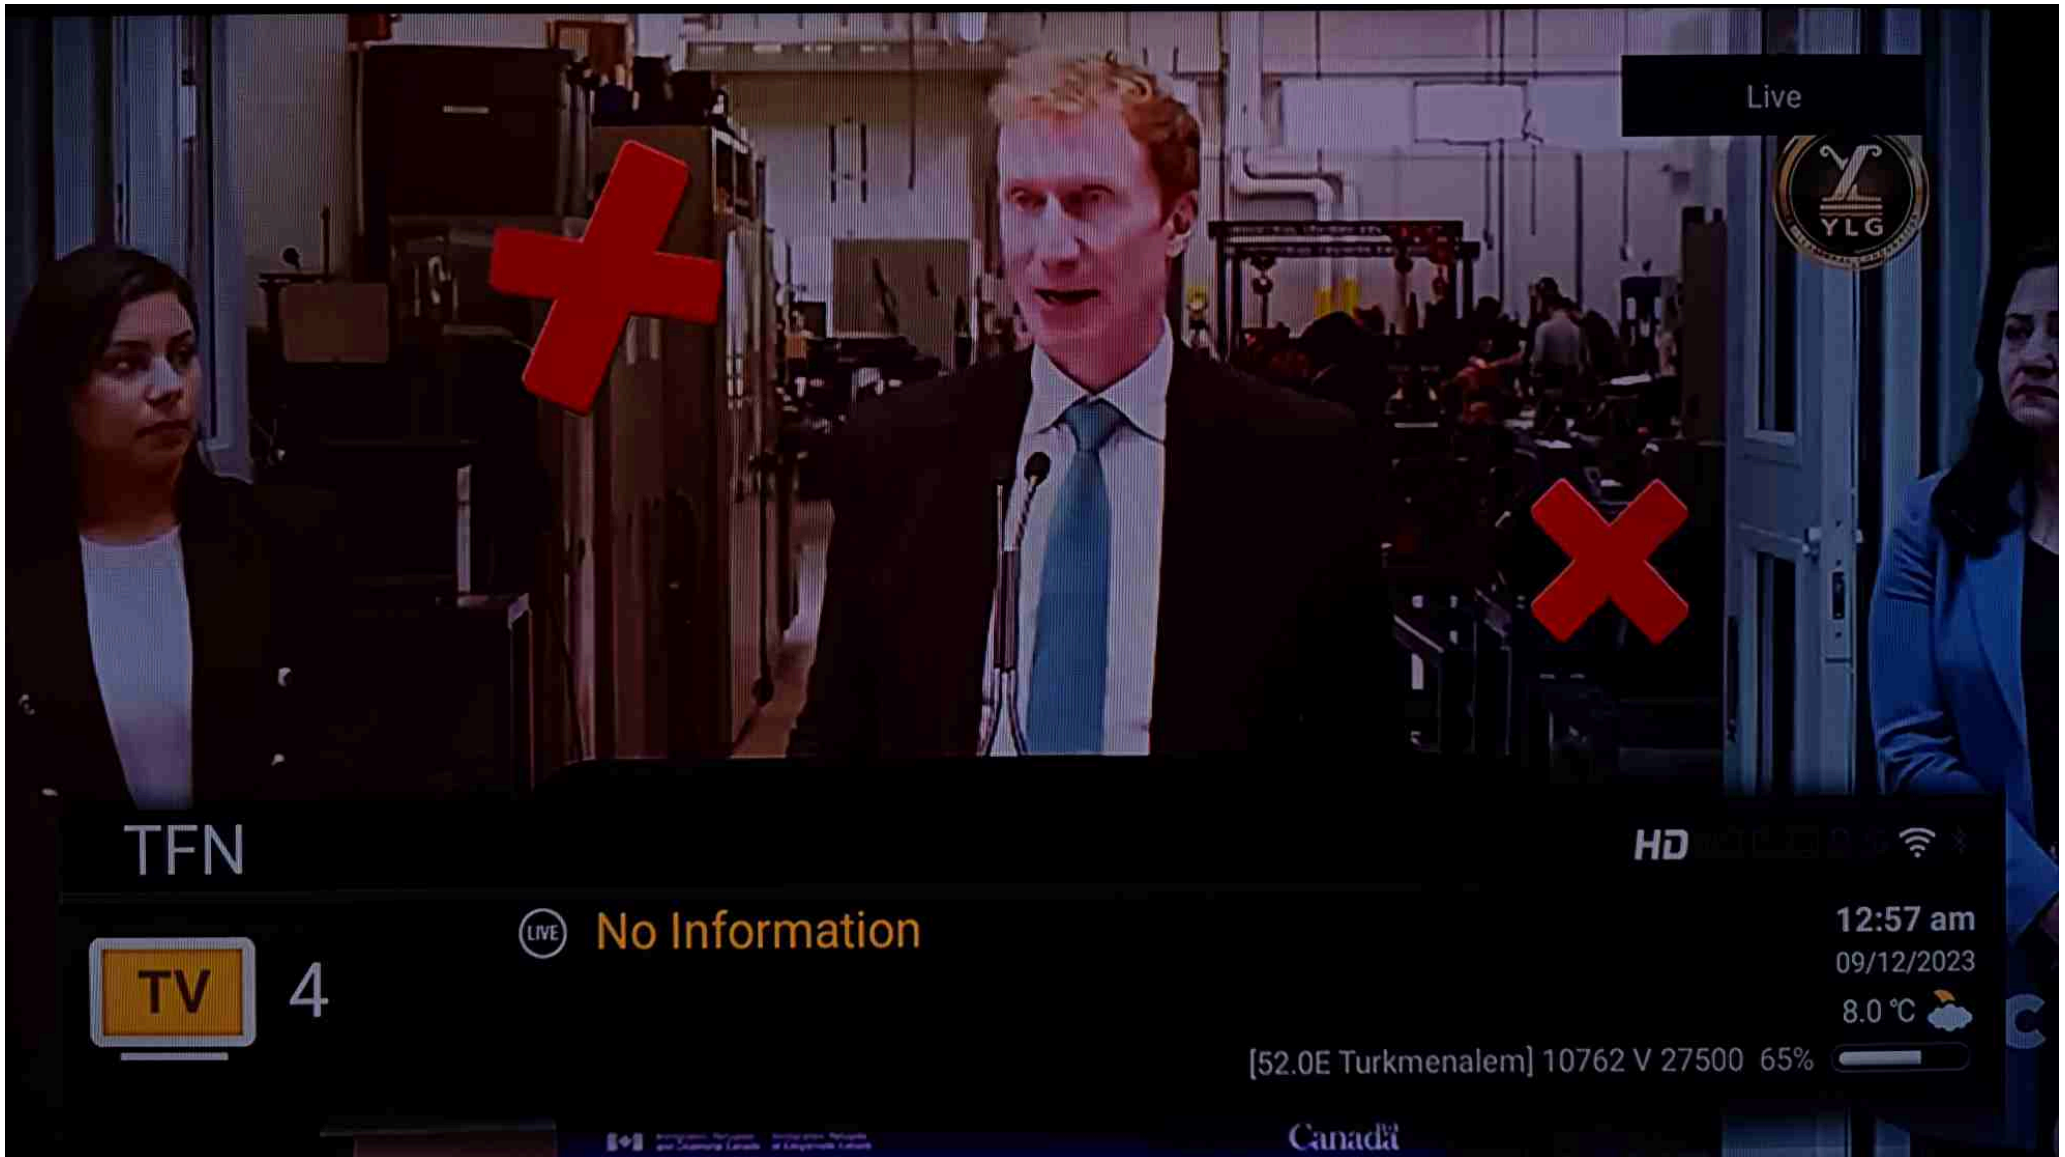 Live
YLG
TFN
HD
LIVE
No Information
12:57 am
TV
4
09/12/2023
8.0 °C
[52.0E Turkmenalem] 10762 V 27500 65%
C
Canada